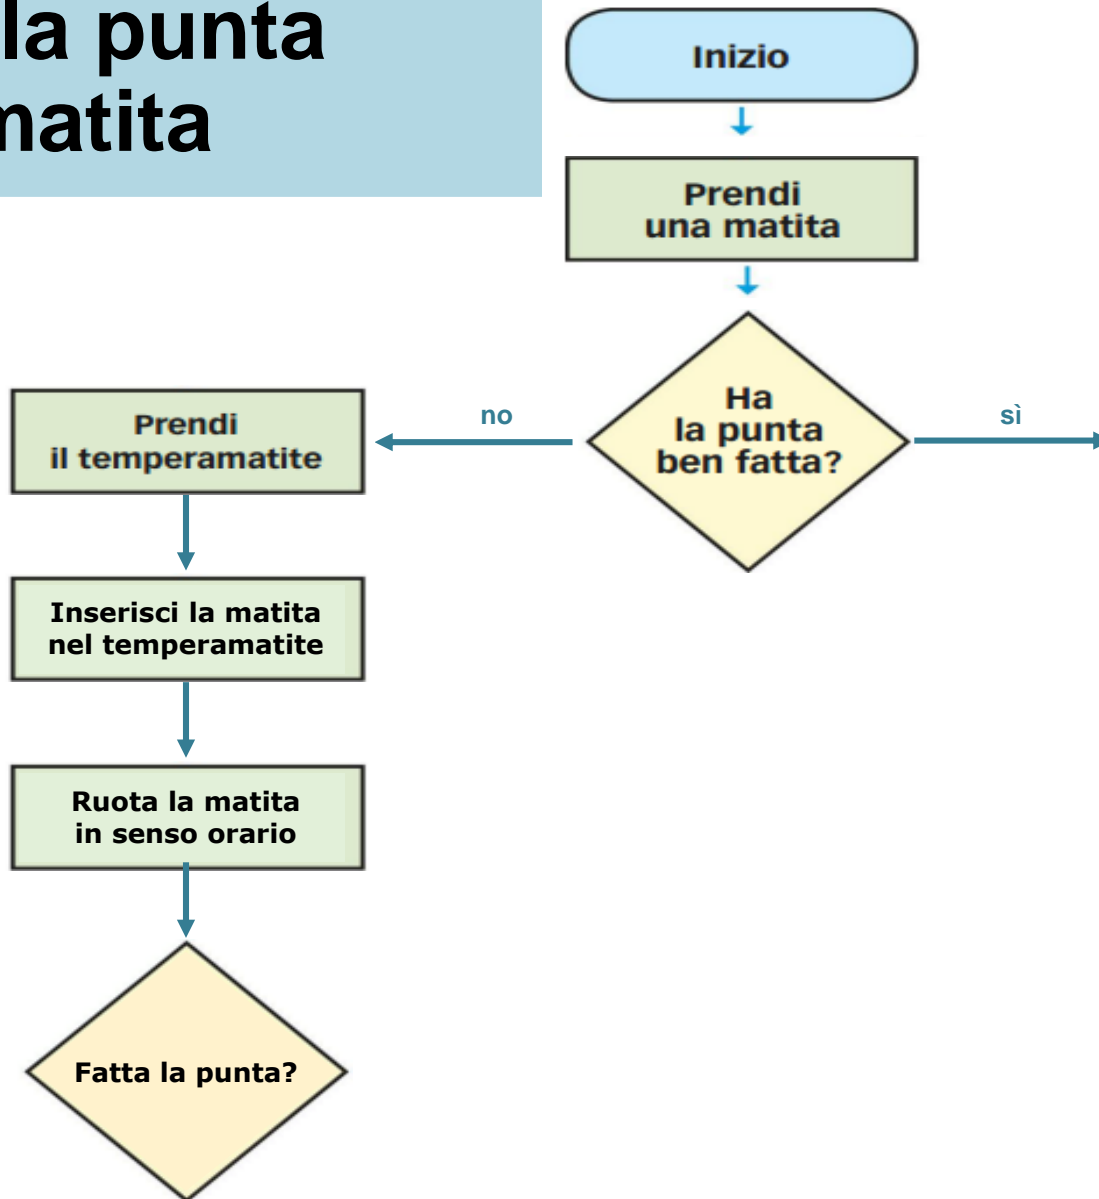 la punta
matita
Inizio
Prendi
una matita
Ha
la punta
ben fatta?
no
sì
Prendi
il temperamatite
Inserisci la matita
nel temperamatite
Ruota la matita
in senso orario
Fatta la punta?